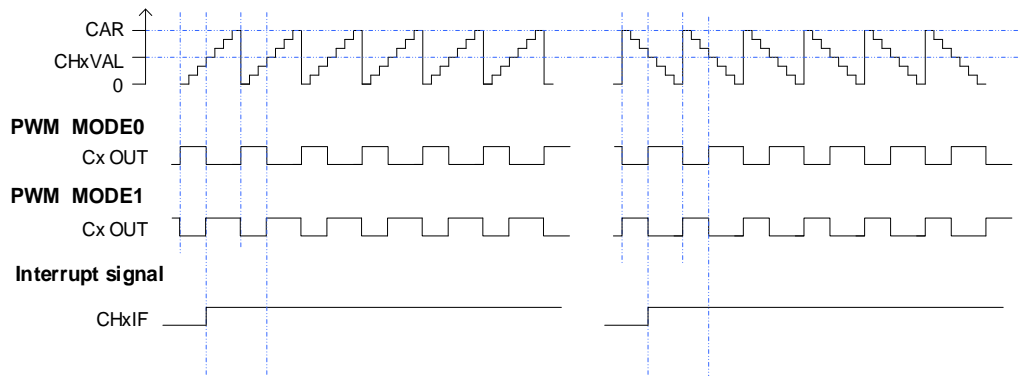 CAR
CHxVAL
0
PWM MODE0
Cx OUT
PWM MODE1
Cx OUT
Interrupt signal
CHxIF